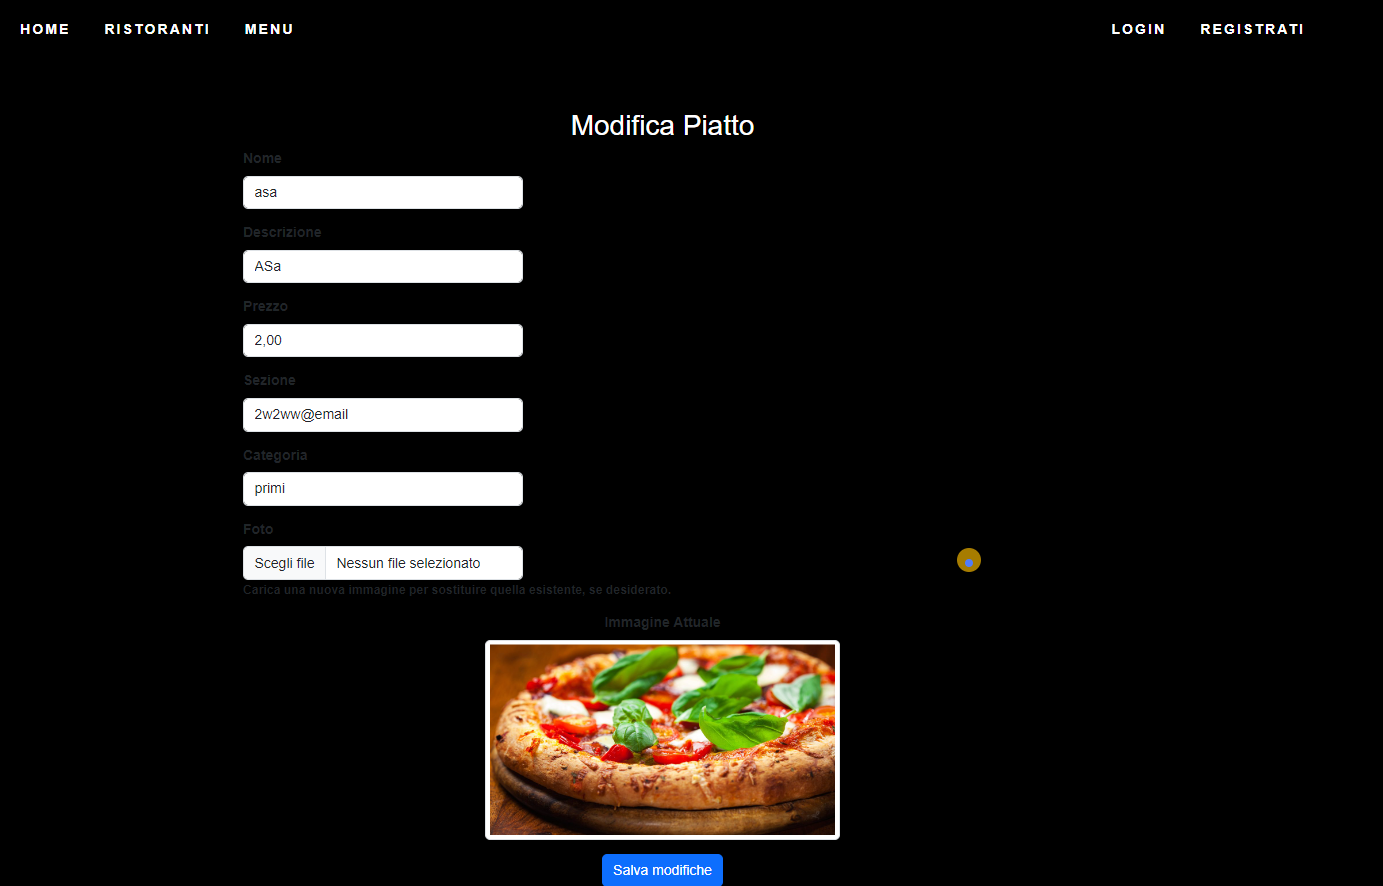 HOME RISTORANTI MENU LOGIN REGISTRATI
Modifica Piatto
Nome
asa
Descrizione
ASa
Prezzo
2,00
Sezione
2w2ww@email
Categoria
primi
Foto
Scegli file Nessun file selezionato
Carica una nuova immagine per sostituire quella esistente, se desiderato.
Immagine Attuale
Salva modifiche